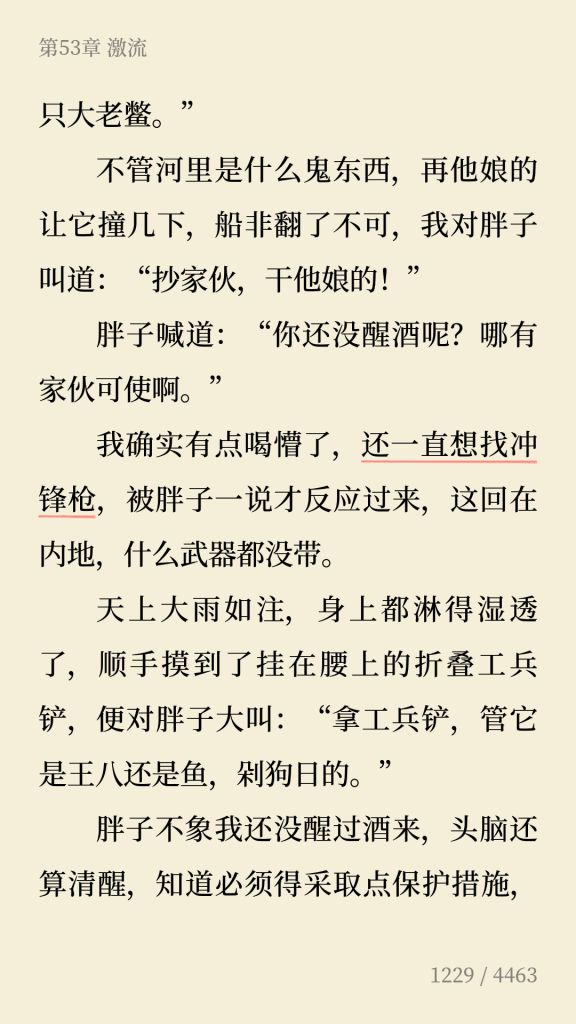 第53章 激流
只大老鳖。”
不管河里是什么鬼东西，再他娘的
让它撞几下，船非翻了不可，我对胖子
叫道：“抄家伙，干他娘的！”
胖子喊道：“你还没醒酒呢？哪有
家伙可使啊。”
我确实有点喝懵了，还一直想找冲
锋枪，被胖子一说才反应过来，这回在
内地，什么武器都没带。
天上大雨如注，身上都淋得湿透
了，顺手摸到了挂在腰上的折叠工兵
铲，便对胖子大叫：“拿工兵铲，管它
是王八还是鱼，剁狗日的。”
胖子不象我还没醒过酒来，头脑还
算清醒，知道必须得采取点保护措施，
1229 / 4463